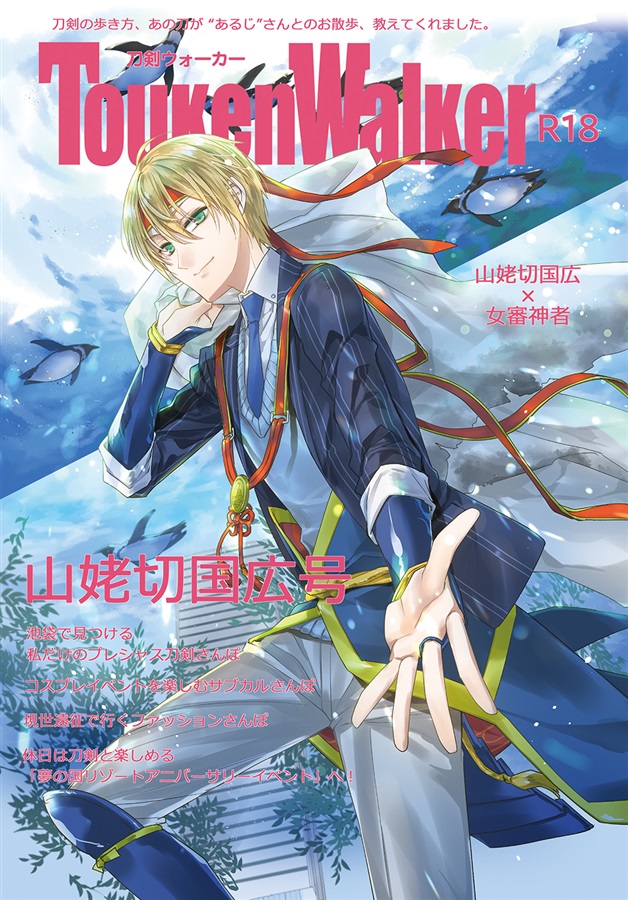 刀剣の歩き方、あの刀が “あるじ”さんとのお散歩、教えてくれました。
刀剣ウォーカー
ToukenWalker
R18
山姥切国広
×
女審神者
山姥切国広号
池袋で見つける
私だけのプレシャス刀剣さんぽ
コスプレイベントを楽しむサブカルさんぽ
現世遠征で行くファッションさんぽ
休日は刀剣と楽しめる
「夢の国リゾートアニバーサリーイベント」へ！